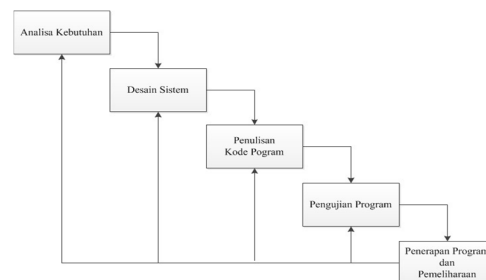 Analisa Kebutuhan
Desain Sistem
Penulisan
Kode Pogram
Pengujian Program
Penerapan Program
dan
Pemeliharaan